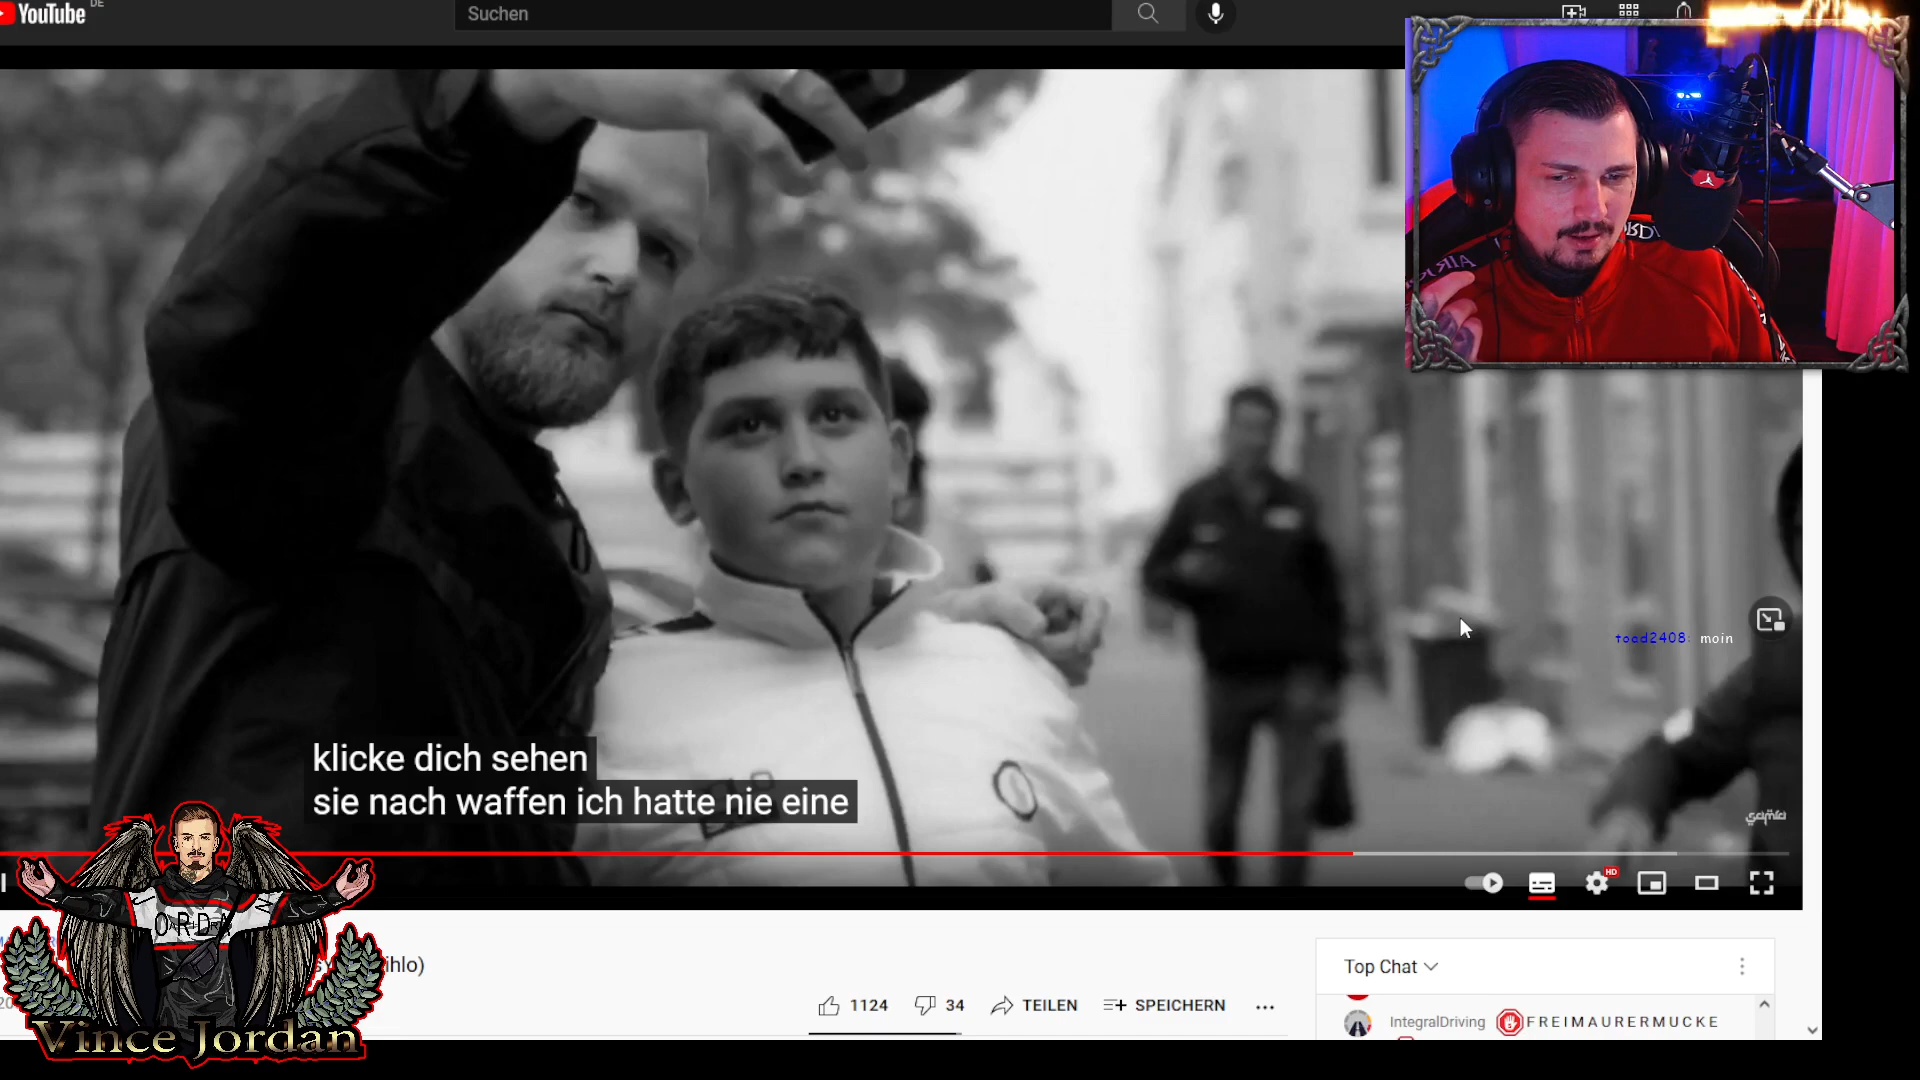 YouTube DE
Suchen
klicke dich sehen
sie nach waffen ich hatte nie eine
toad2408: moin
HD
ihlo)
1124
34
TEILEN
SPEICHERN
Top Chat
IntegralDriving FREIMAURERMUCKE
Vince Jordan